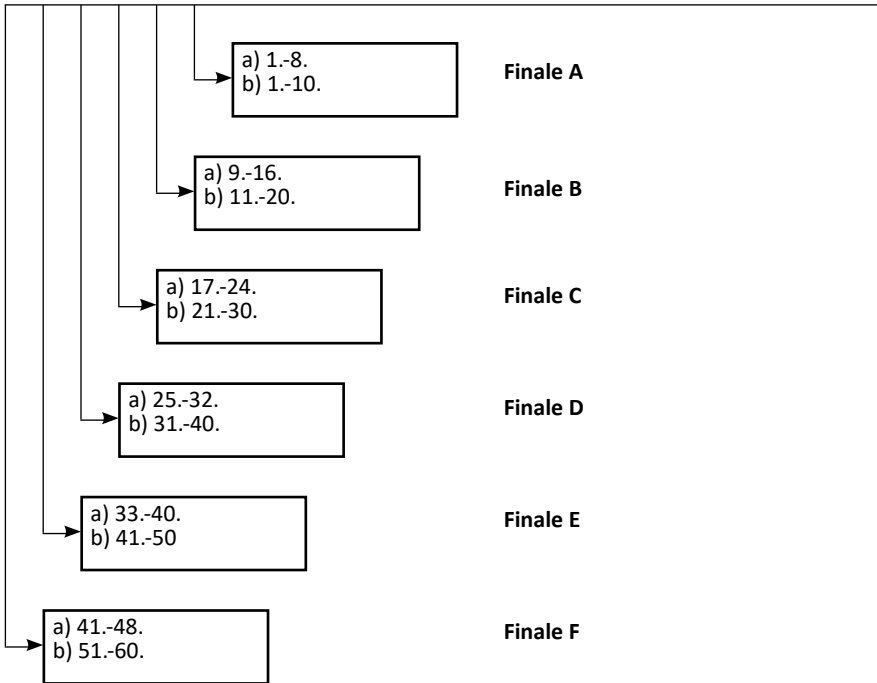 a) 1.-8.
b) 1.-10.
Finale A
a) 9.-16.
b) 11.-20.
Finale B
a) 17.-24.
b) 21.-30.
Finale C
a) 25.-32.
b) 31.-40.
Finale D
a) 33.-40.
b) 41.-50
Finale E
a) 41.-48.
b) 51.-60.
Finale F